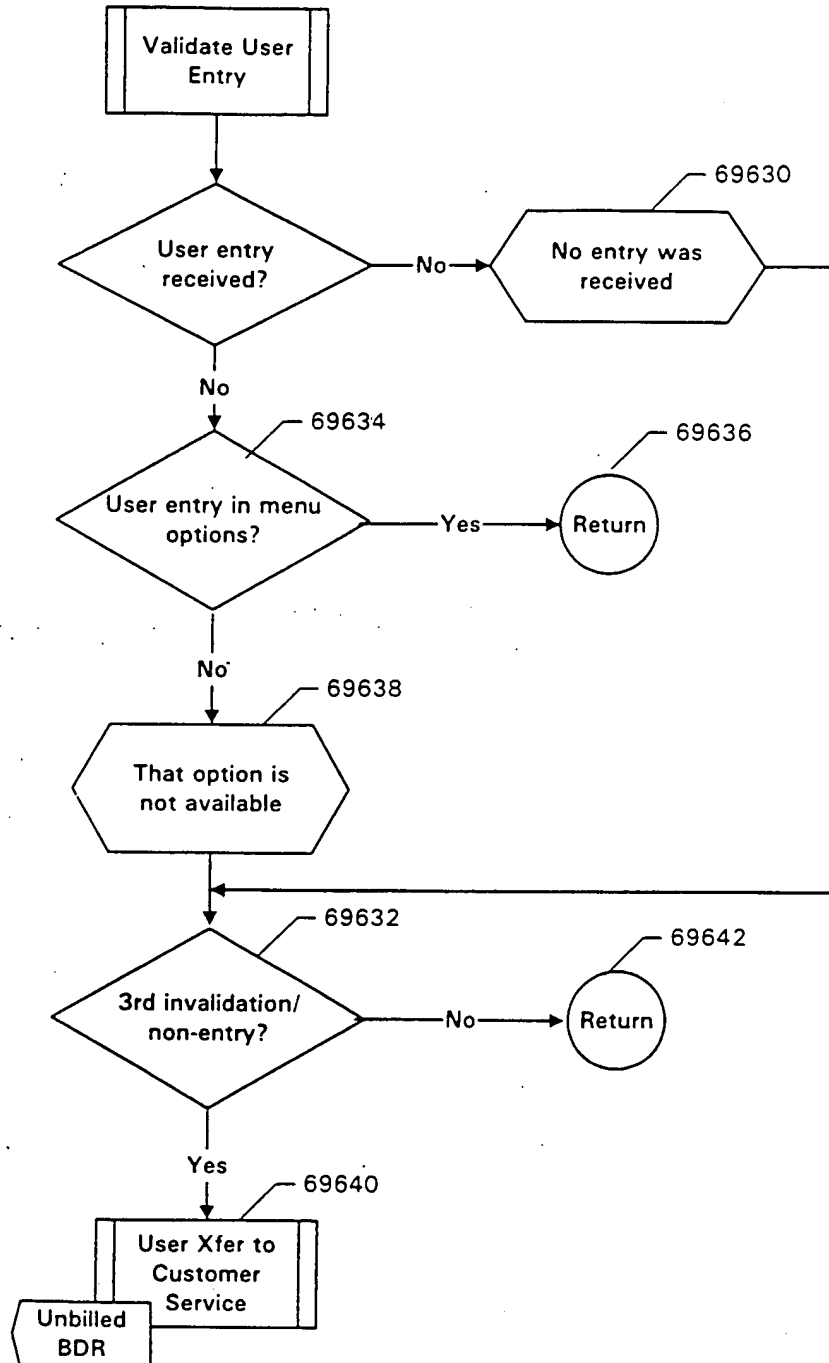 Validate User
Entry
69630
User entry
received?
No
No entry was
received
No
69634
69636
User entry in menu
options?
Yes
Return
No
69638
That option is
not available
69632
69642
3rd invalidation/
non-entry?
No
Return
Yes
69640
User Xfer to
Customer
Service
Unbilled
BDR